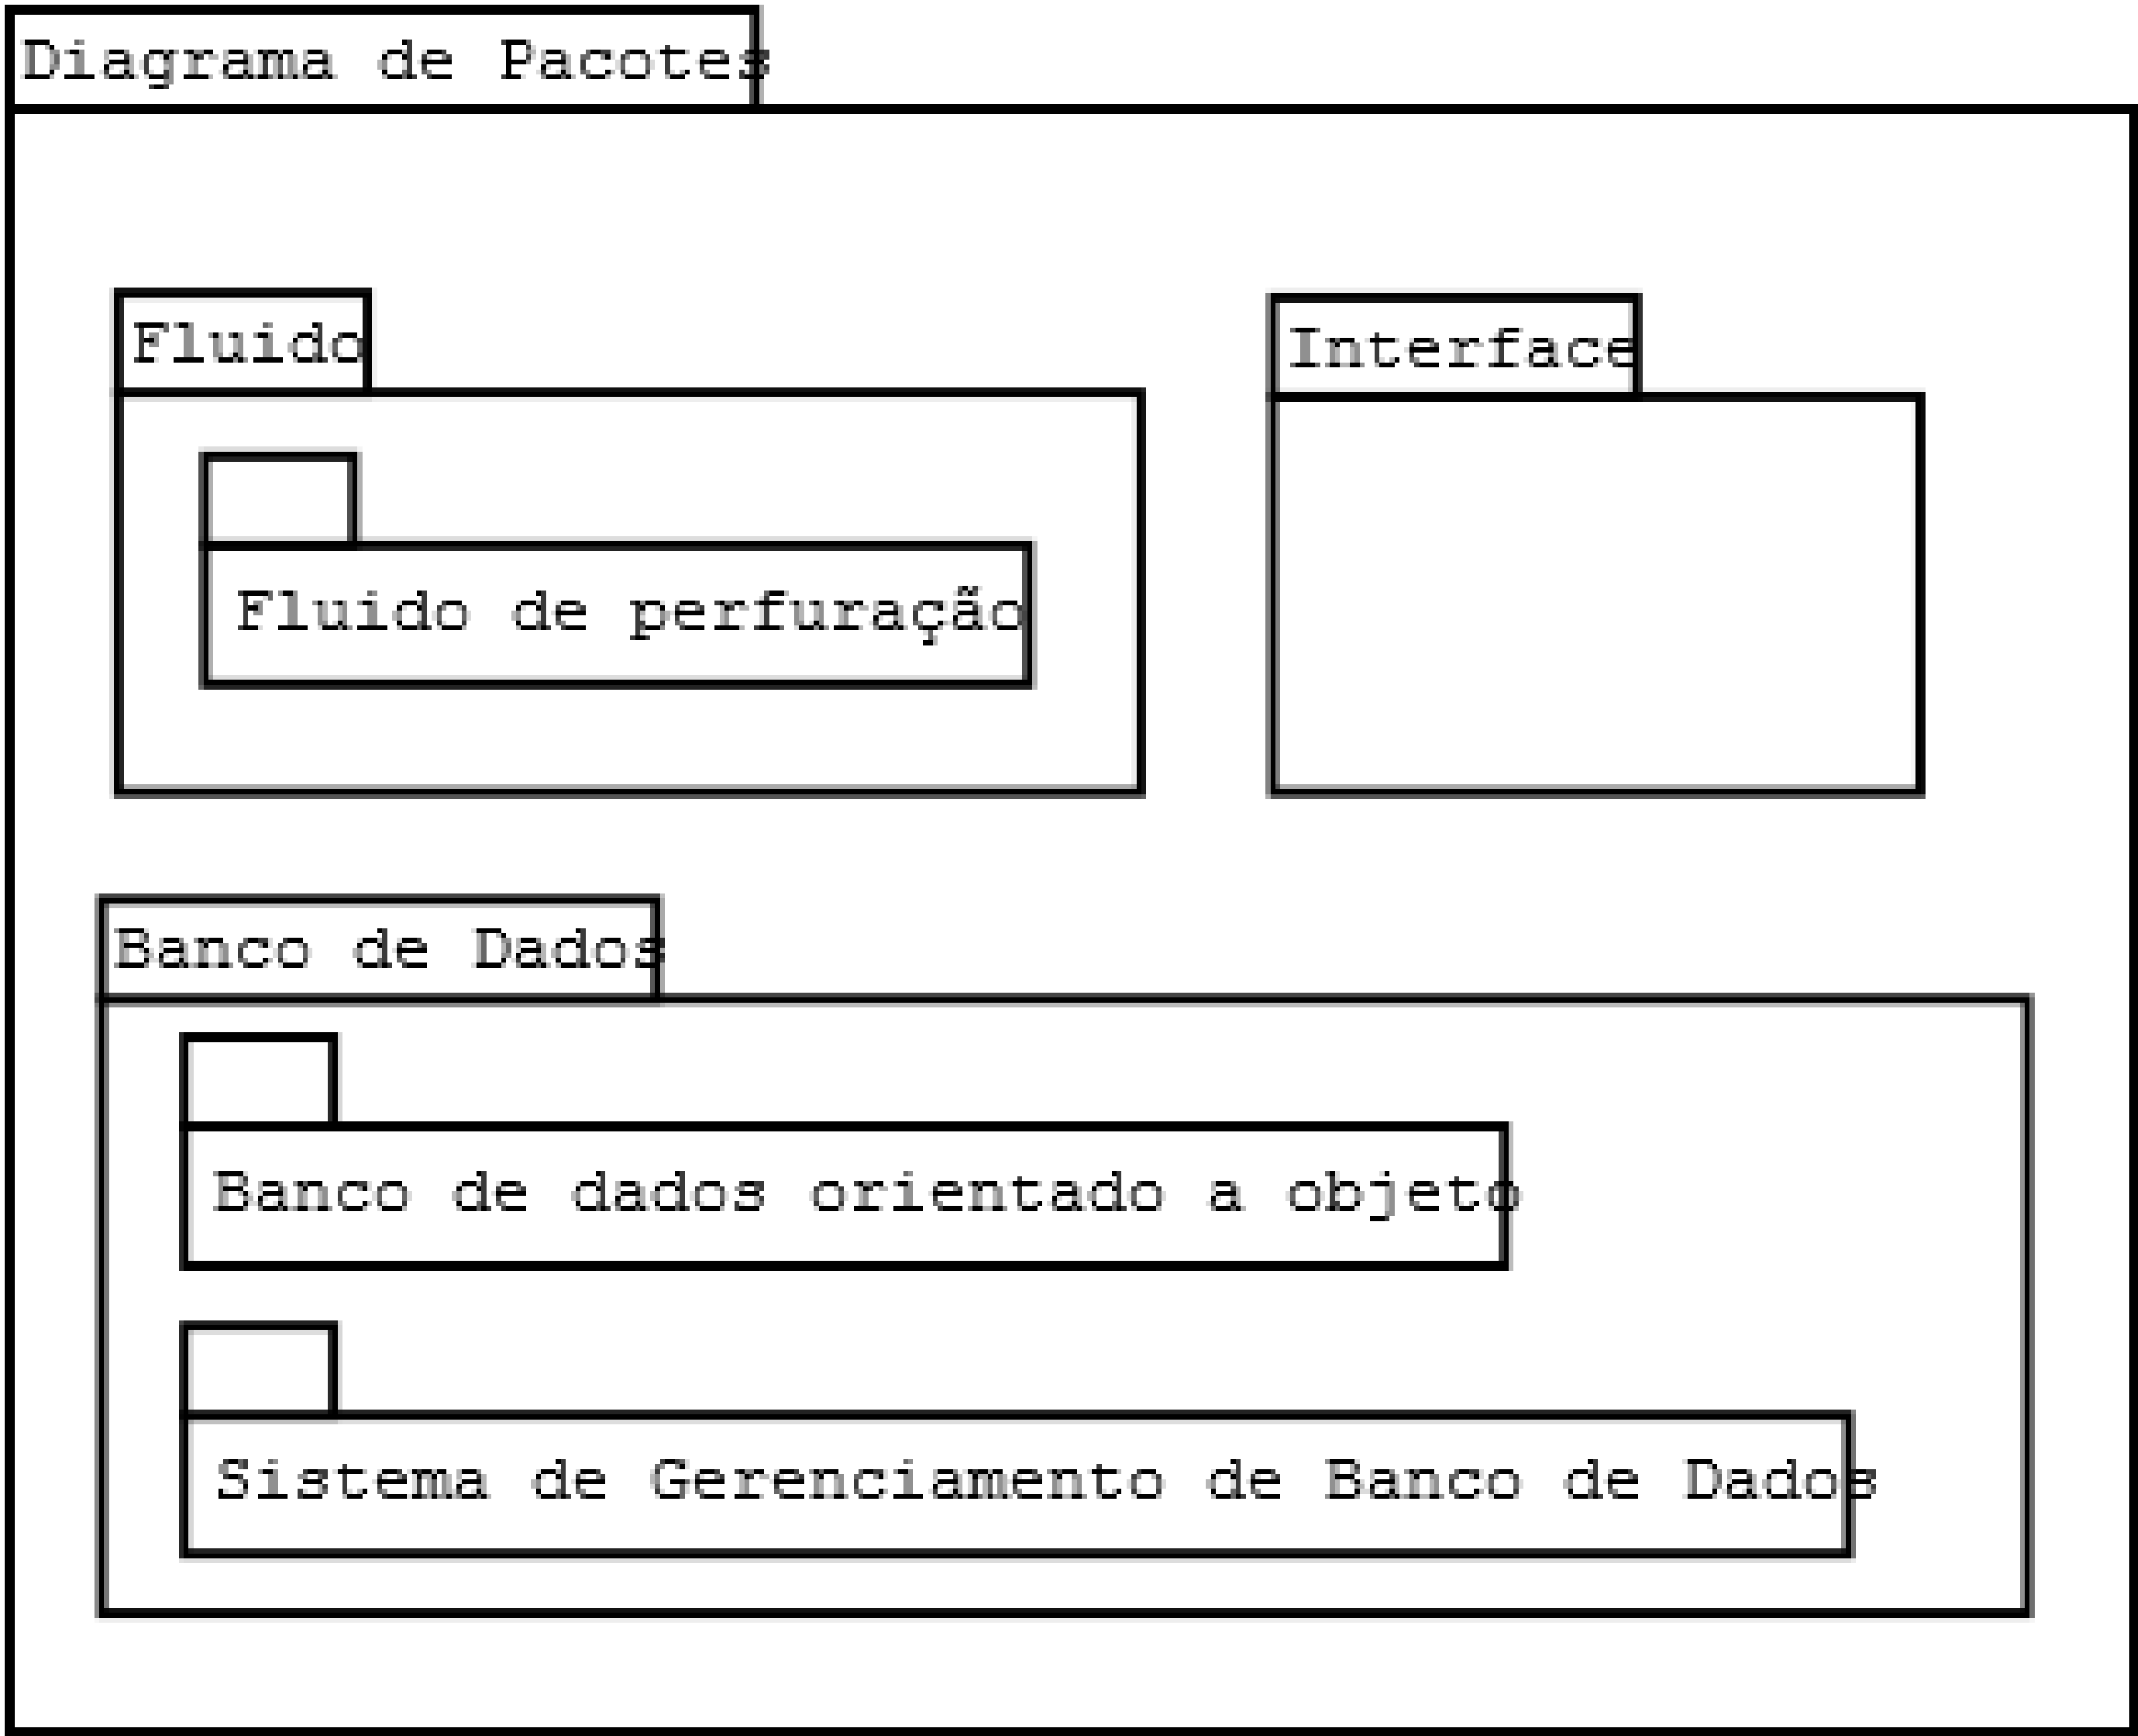 Diagrama de Pacotes
Fluido
Interface
Fluido de perfuração
Banco de Dados
Banco de dados orientado a objeto
Sistema de Gerenciamento de Banco de Dados